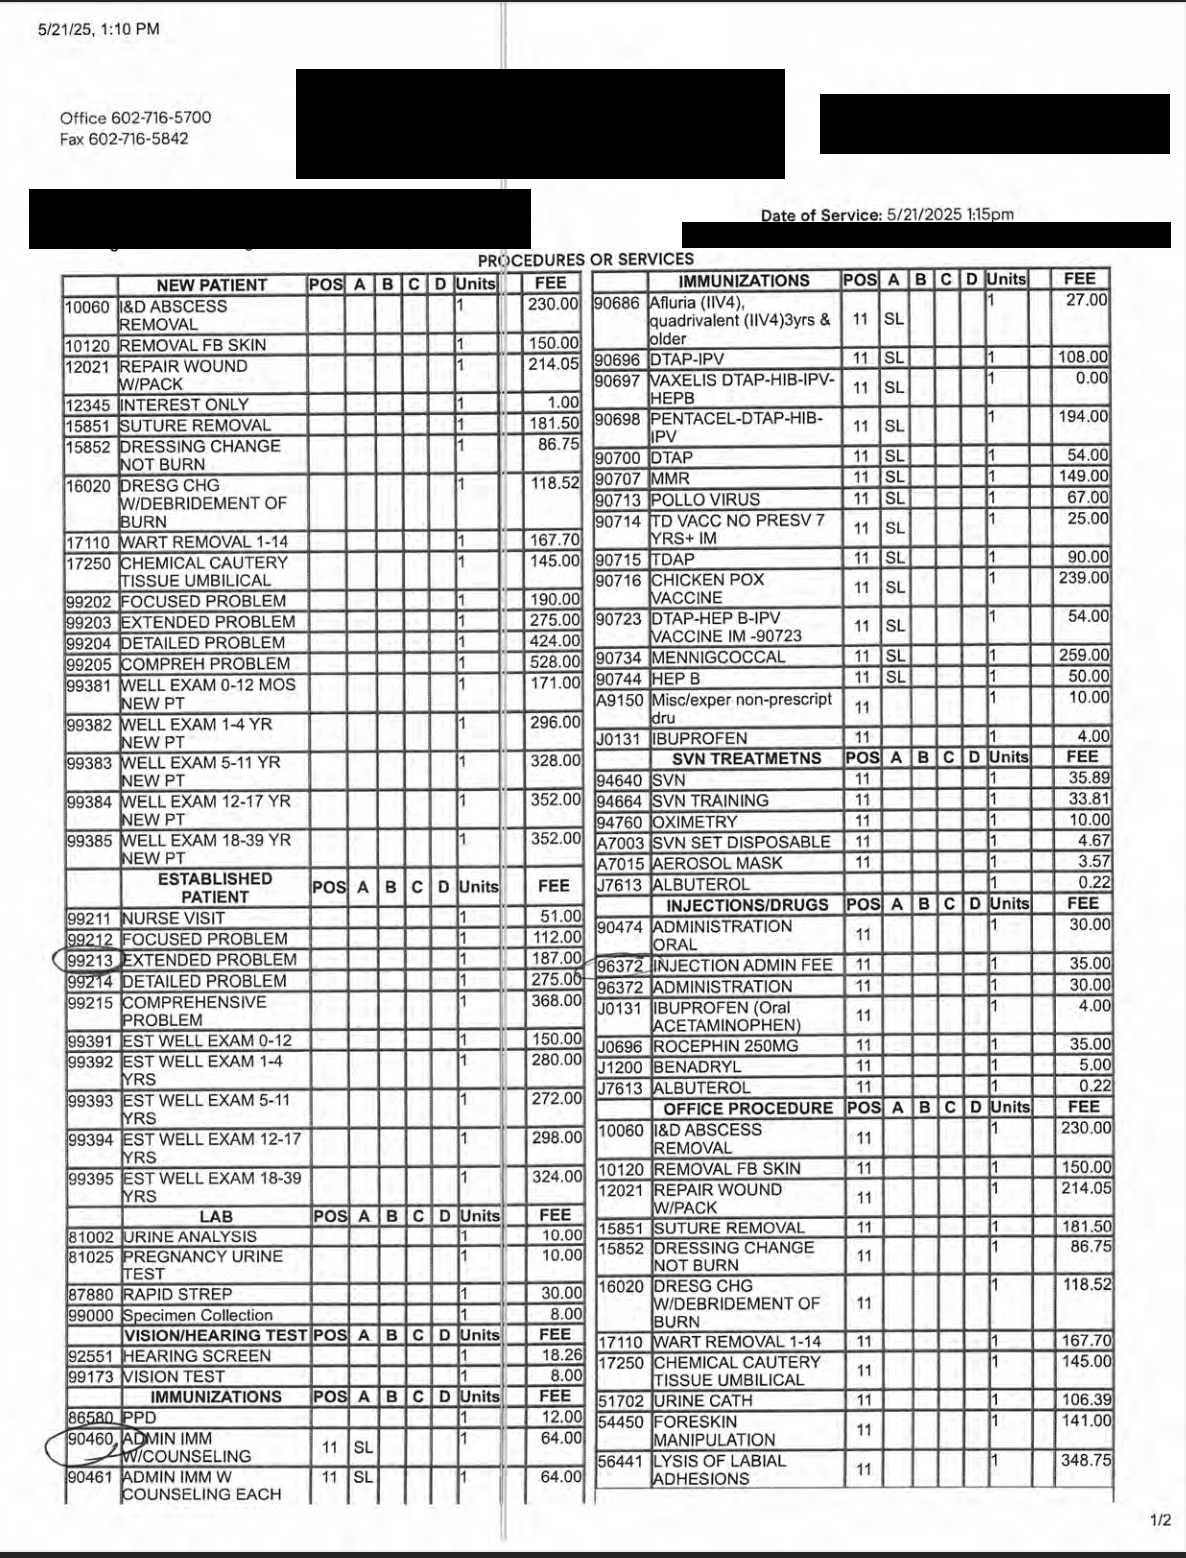 5/21/25, 1:10 PM
Office 602-716-5700
Fax 602-716-5842
Date of Service: 5/21/2025 1:15pm
PROCEDURES OR SERVICES
NEW PATIENT POS A B C D Units FEE
10060 I&D ABSCESS 1 230.00
REMOVAL
10120 REMOVAL FB SKIN 1 150.00
12021 REPAIR WOUND 1 214.05
W/PACK
12345 INTEREST ONLY 1 1.00
15851 SUTURE REMOVAL 1 181.50
15852 DRESSING CHANGE 1 86.75
NOT BURN
16020 DRESG CHG 1 118.52
W/DEBRIDEMENT OF
BURN
17110 WART REMOVAL 1-14 1 167.70
17250 CHEMICAL CAUTERY 1 145.00
TISSUE UMBILICAL
99202 FOCUSED PROBLEM 1 190.00
99203 EXTENDED PROBLEM 1 275.00
99204 DETAILED PROBLEM 1 424.00
99205 COMPREH PROBLEM 1 528.00
99381 WELL EXAM 0-12 MOS 1 171.00
NEW PT
99382 WELL EXAM 1-4 YR 1 296.00
NEW PT
99383 WELL EXAM 5-11 YR 1 328.00
NEW PT
99384 WELL EXAM 12-17 YR 1 352.00
NEW PT
99385 WELL EXAM 18-39 YR 1 352.00
NEW PT
ESTABLISHED
PATIENT POS A B C D Units FEE
99211 NURSE VISIT 1 51.00
99212 FOCUSED PROBLEM 1 112.00
99213 EXTENDED PROBLEM 1 187.00
99214 DETAILED PROBLEM 1 275.00
99215 COMPREHENSIVE 1 368.00
PROBLEM
99391 EST WELL EXAM 0-12 1 150.00
99392 EST WELL EXAM 1-4 1 280.00
YRS
99393 EST WELL EXAM 5-11 1 272.00
YRS
99394 EST WELL EXAM 12-17 1 298.00
YRS
99395 EST WELL EXAM 18-39 1 324.00
YRS
LAB POS A B C D Units FEE
81002 URINE ANALYSIS 1 10.00
81025 PREGNANCY URINE 1 10.00
TEST
87880 RAPID STREP 1 30.00
99000 Specimen Collection 1 8.00
VISION/HEARING TEST POS A B C D Units FEE
92551 HEARING SCREEN 1 18.26
99173 VISION TEST 1 8.00
IMMUNIZATIONS POS A B C D Units FEE
86580 PPD 1 12.00
90460 ADMIN IMM 11 SL 1 64.00
W/COUNSELING
90461 ADMIN IMM W 11 SL 1 64.00
COUNSELING EACH
IMMUNIZATIONS POS A B C D Units FEE
90686 Afluria (IIV4), 1 27.00
quadrivalent (IIV4)3yrs & 11 SL
older
90696 DTAP-IPV 11 SL 1 108.00
90697 VAXELIS DTAP-HIB-IPV- 11 SL 1 0.00
HEPB
90698 PENTACEL-DTAP-HIB- 11 SL 1 194.00
IPV
90700 DTAP 11 SL 1 54.00
90707 MMR 11 SL 1 149.00
90713 POLLO VIRUS 11 SL 1 67.00
90714 TD VACC NO PRESV 7 11 SL 1 25.00
YRS+ IM
90715 TDAP 11 SL 1 90.00
90716 CHICKEN POX 11 SL 1 239.00
VACCINE
90723 DTAP-HEP B-IPV 11 SL 1 54.00
VACCINE IM -90723
90734 MENNIGCOCCAL 11 SL 1 259.00
90744 HEP B 11 SL 1 50.00
A9150 Misc/exper non-prescript 11 1 10.00
dru
J0131 IBUPROFEN 11 1 4.00
SVN TREATMETNS POS A B C D Units FEE
94640 SVN 11 1 35.89
94664 SVN TRAINING 11 1 33.81
94760 OXIMETRY 11 1 10.00
A7003 SVN SET DISPOSABLE 11 1 4.67
A7015 AEROSOL MASK 11 1 3.57
J7613 ALBUTEROL 1 0.22
INJECTIONS/DRUGS POS A B C D Units FEE
90474 ADMINISTRATION 11 1 30.00
ORAL
96372 INJECTION ADMIN FEE 11 1 35.00
96372 ADMINISTRATION 11 1 30.00
J0131 IBUPROFEN (Oral 11 1 4.00
ACETAMINOPHEN)
J0696 ROCEPHIN 250MG 11 1 35.00
J1200 BENADRYL 11 1 5.00
J7613 ALBUTEROL 11 1 0.22
OFFICE PROCEDURE POS A B C D Units FEE
10060 I&D ABSCESS 11 1 230.00
REMOVAL
10120 REMOVAL FB SKIN 11 1 150.00
12021 REPAIR WOUND 11 1 214.05
W/PACK
15851 SUTURE REMOVAL 11 1 181.50
15852 DRESSING CHANGE 11 1 86.75
NOT BURN
16020 DRESG CHG 11 1 118.52
W/DEBRIDEMENT OF
BURN
17110 WART REMOVAL 1-14 11 1 167.70
17250 CHEMICAL CAUTERY 11 1 145.00
TISSUE UMBILICAL
51702 URINE CATH 11 1 106.39
54450 FORESKIN 11 1 141.00
MANIPULATION
56441 LYSIS OF LABIAL 11 1 348.75
ADHESIONS
1/2